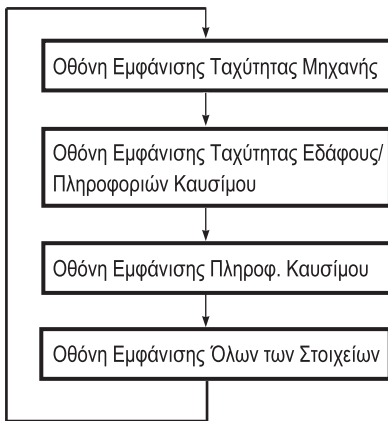 Οθόνη Εμφάνισης Ταχύτητας Μηχανής
Οθόνη Εμφάνισης Ταχύτητας Εδάφους/
Πληροφοριών Καυσίμου
Οθόνη Εμφάνισης Πληροφ. Καυσίμου
Οθόνη Εμφάνισης Όλων των Στοιχείων